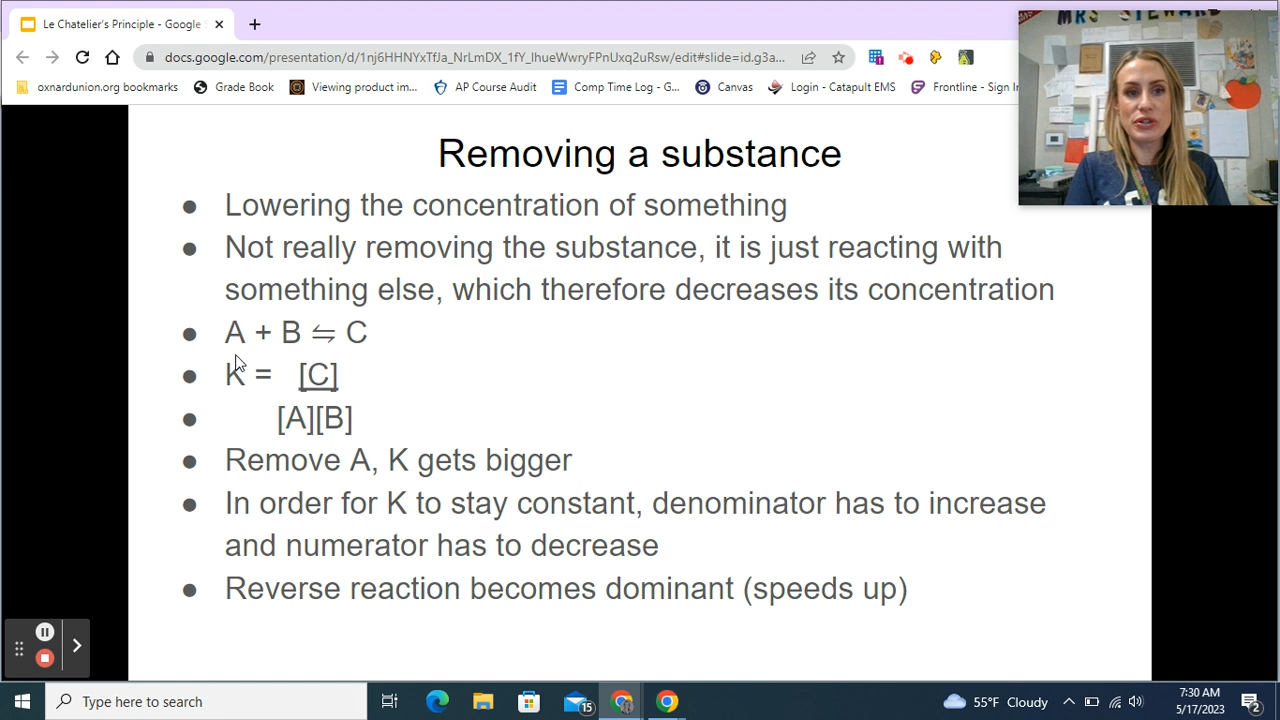 Le Chatelier's Principle - Google
docs.google.com/presentation/d/1nj6HHNYxTfJa_N1cmDX_1fY_IhueWwryFPnUxq2uRsw/edit#slide=id.g3a...
oxnardunion.org bookmarks
Grade Book
Viewing product im...
AP Course Audit
Comp Time Log - G...
Canvas
Login - Catapult EMS
Frontline - Sign In
MRS STEWARD
Removing a substance
● Lowering the concentration of something
● Not really removing the substance, it is just reacting with
something else, which therefore decreases its concentration
● A + B ⇋ C
● K = [C]
● [A][B]
● Remove A, K gets bigger
● In order for K to stay constant, denominator has to increase
and numerator has to decrease
● Reverse reaction becomes dominant (speeds up)
Type here to search
15
55°F Cloudy
7:30 AM
5/17/2023
2